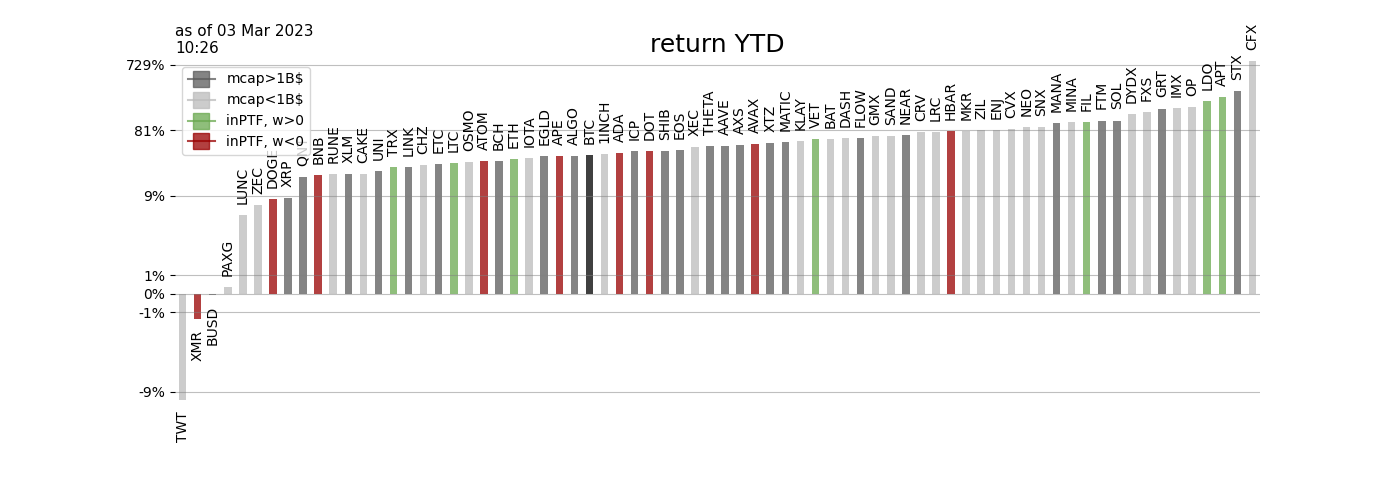 as of 03 Mar 2023
10:26
return YTD
729%
81%
9%
1%
0%
-1%
-9%
mcap>1B$
mcap<1B$
inPTF, w>0
inPTF, w<0
TWT
XMR
BUSD
PAXG
LUNC
ZEC
DOGE
XRP
QNT
BNB
RUNE
XLM
CAKE
UNI
TRX
LINK
CHZ
ETC
LTC
OSMO
ATOM
BCH
ETH
IOTA
EGLD
APE
ALGO
BTC
1INCH
ADA
ICP
DOT
SHIB
EOS
XEC
THETA
AAVE
AXS
AVAX
XTZ
MATIC
KLAY
VET
BAT
DASH
FLOW
GMX
SAND
NEAR
CRV
LRC
HBAR
MKR
ZIL
ENJ
CVX
NEO
SNX
MANA
MINA
FIL
FTM
SOL
DYDX
FXS
GRT
IMX
OP
LDO
APT
STX
CFX